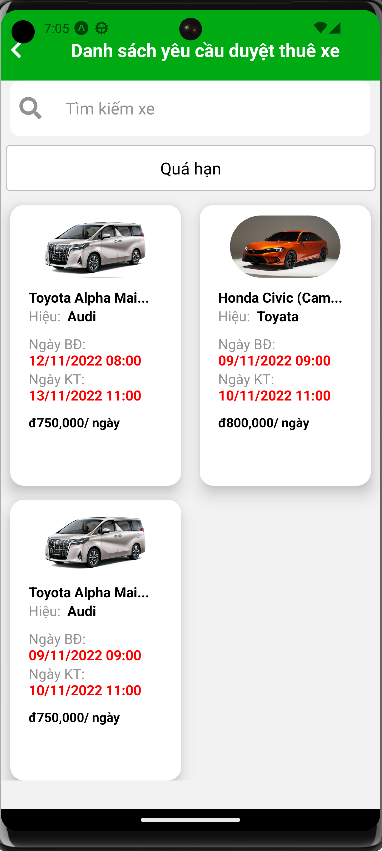 7:05
Danh sách yêu cầu duyệt thuê xe
Tìm kiếm xe
Quá hạn
Toyota Alpha Mai...
Hiệu: Audi
Ngày BĐ:
12/11/2022 08:00
Ngày KT:
13/11/2022 11:00
đ750,000/ ngày
Honda Civic (Cam...
Hiệu: Toyata
Ngày BĐ:
09/11/2022 09:00
Ngày KT:
10/11/2022 11:00
đ800,000/ ngày
Toyota Alpha Mai...
Hiệu: Audi
Ngày BĐ:
09/11/2022 09:00
Ngày KT:
10/11/2022 11:00
đ750,000/ ngày